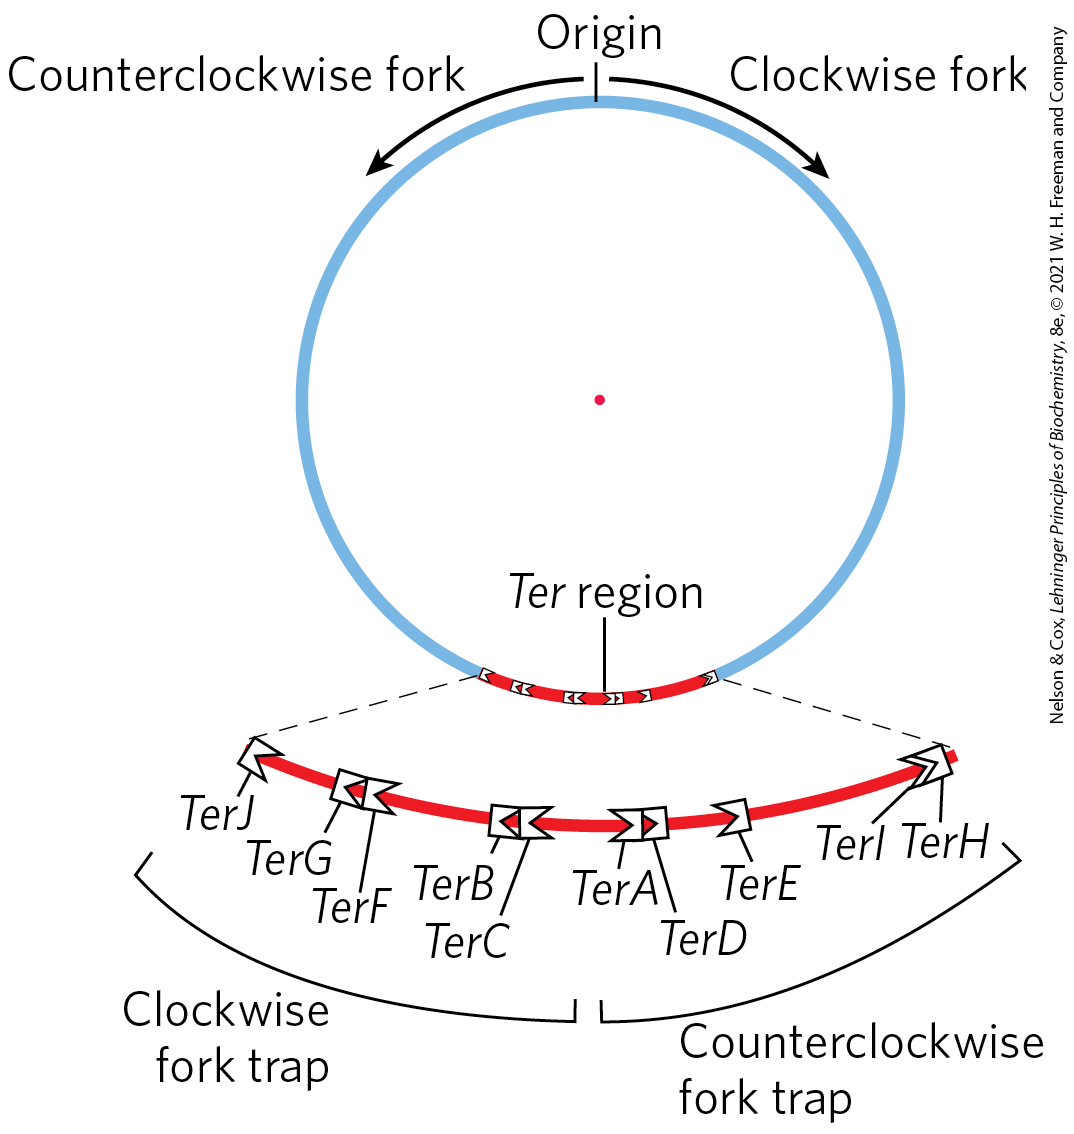 Origin
Counterclockwise fork
Clockwise fork
Ter region
TerJ
TerG
TerF
TerB
TerC
TerA
TerD
TerE
TerI
TerH
Clockwise
fork trap
Counterclockwise
fork trap
Nelson & Cox, Lehninger Principles of Biochemistry, 8e, © 2021 W. H. Freeman and Company